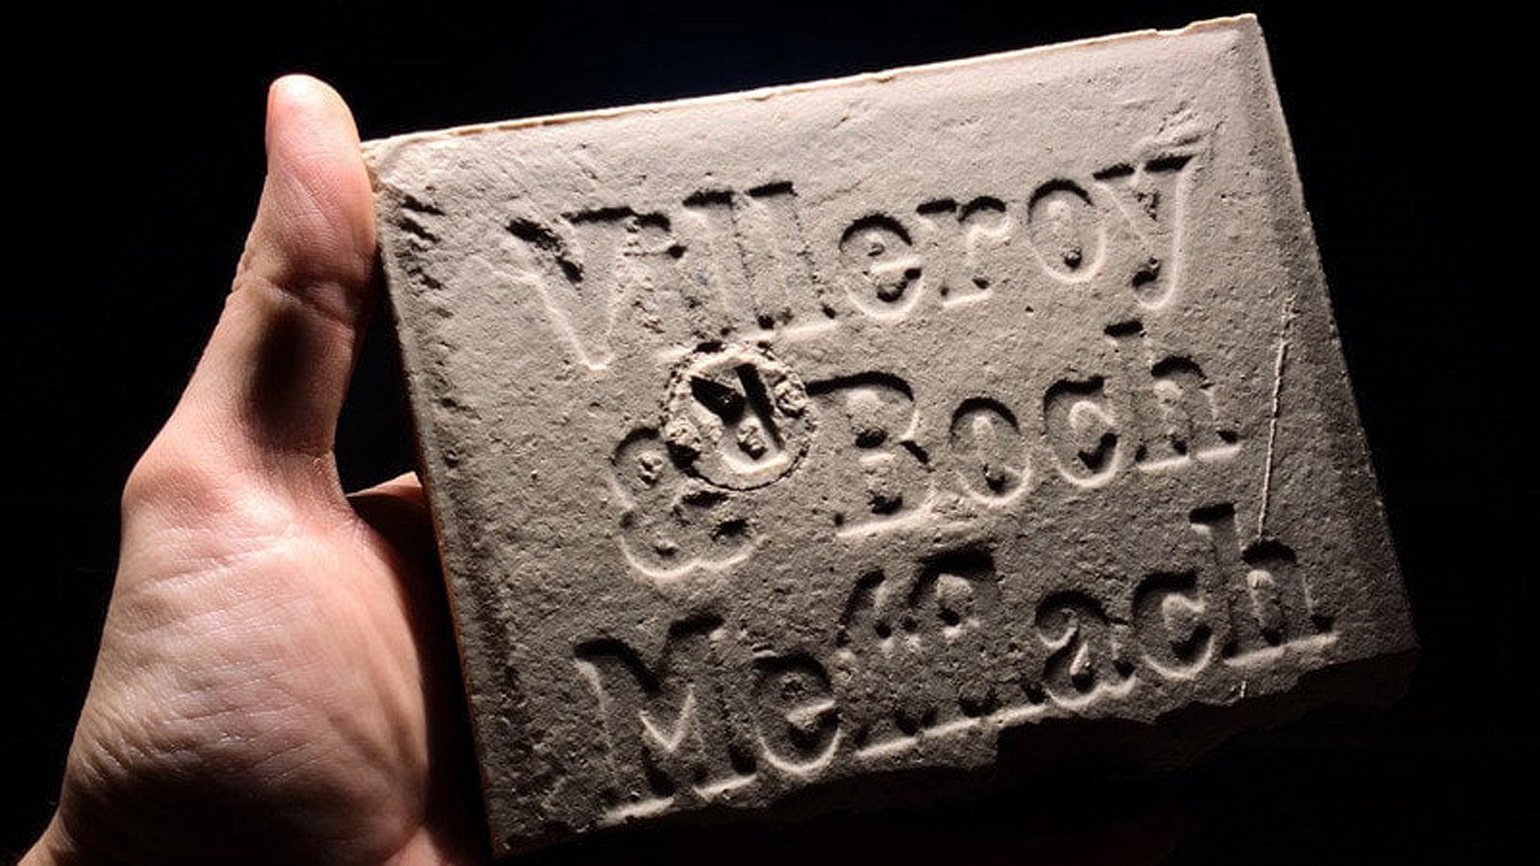 Villeroy
& Boch
Mettlach